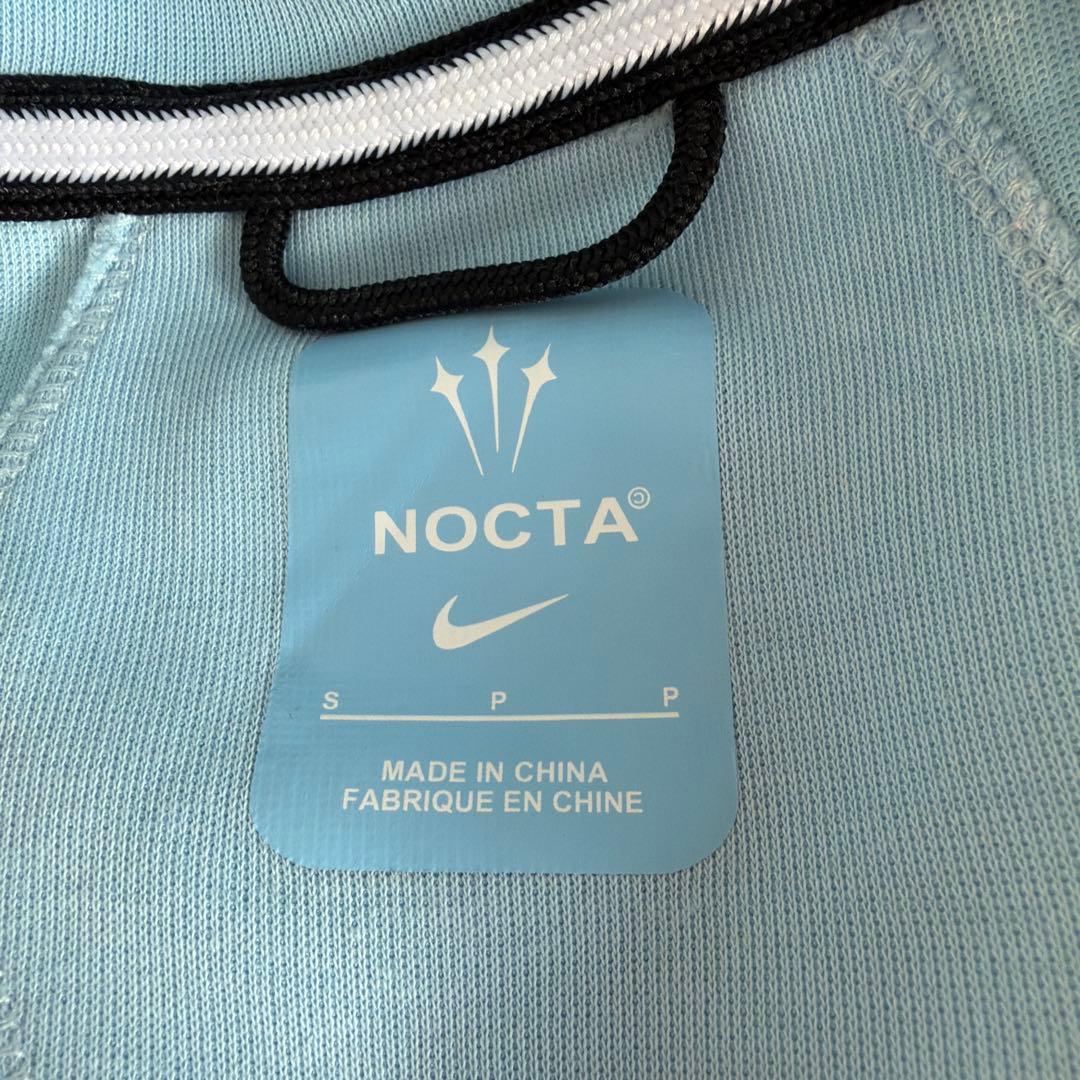 NOCTA©
S P P
MADE IN CHINA
FABRIQUE EN CHINE